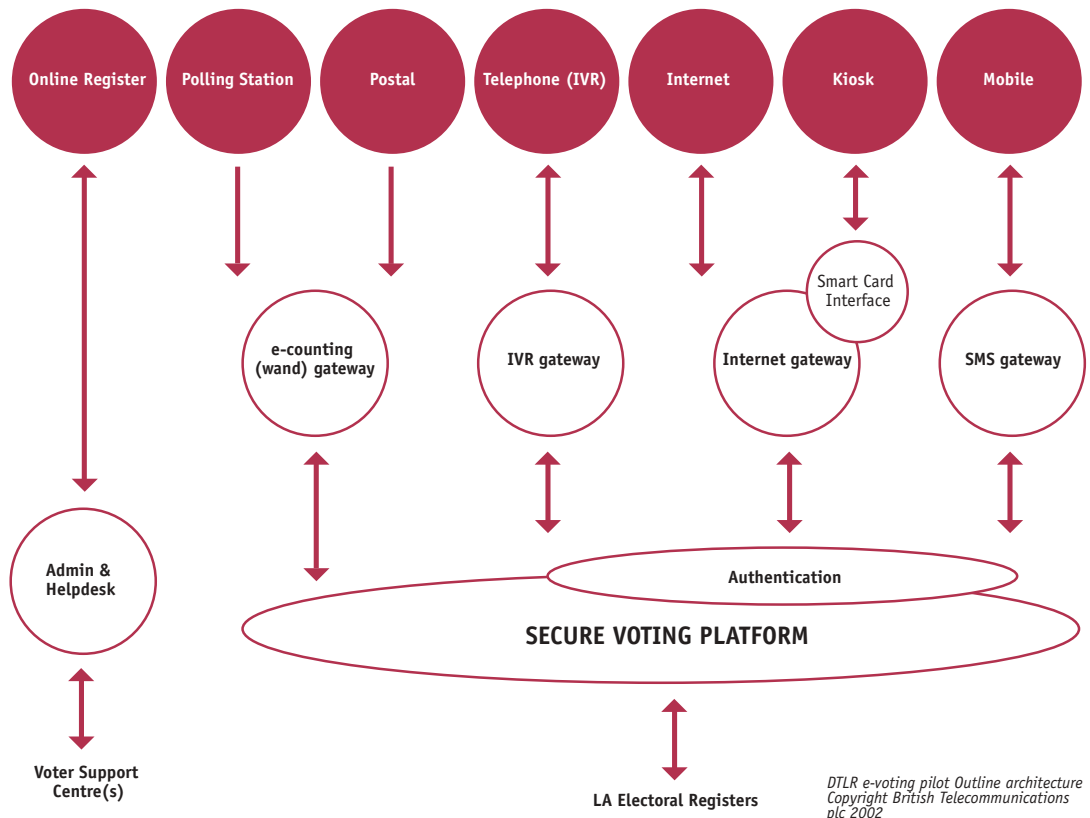 Online Register
Polling Station
Postal
Telephone (IVR)
Internet
Kiosk
Mobile
Smart Card
Interface
e-counting
(wand) gateway
IVR gateway
Internet gateway
SMS gateway
Admin &
Helpdesk
Authentication
SECURE VOTING PLATFORM
Voter Support
Centre(s)
LA Electoral Registers
DTLR e-voting pilot Outline architecture
Copyright British Telecommunications
plc 2002